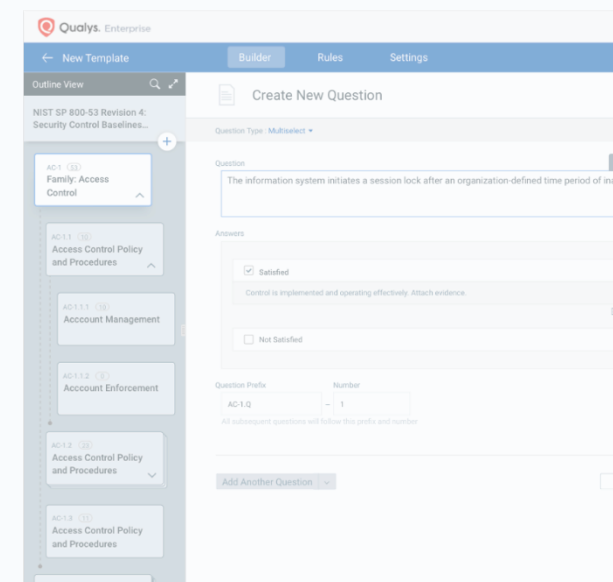 Qualys. Enterprise
← New Template
Builder
Rules
Settings
Outline View
NIST SP 800-53 Revision 4:
Security Control Baselines...
AC-1
Family: Access
Control
AC-1.1
Access Control Policy
and Procedures
AC-1.1.1
Acccount Management
AC-1.1.2
Acccount Enforcement
AC-1.2
Access Control Policy
and Procedures
AC-1.3
Access Control Policy
and Procedures
Create New Question
Question Type : Multiselect
Question
The information system initiates a session lock after an organization-defined time period of
Answers
Satisfied
Control is implemented and operating effectively. Attach evidence.
Not Satisfied
Question Prefix
Number
AC-1.Q
– 1
All subsequent questions will follow this prefix and number
Add Another Question